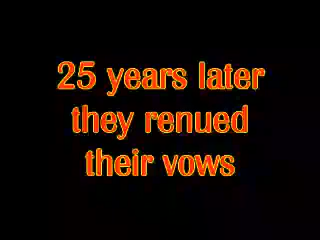 25 years later
they renued
their vows